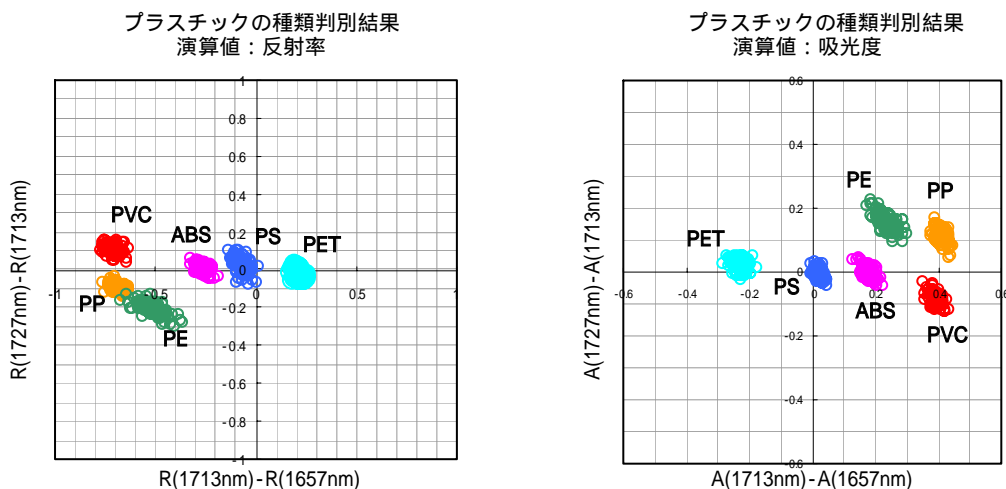 プラスチックの種類判別結果
演算値：反射率
1
0.8
0.6
0.4
0.2
0
-0.2
-0.4
-0.6
-0.8
-1
-1
-0.5
0
0.5
1
PVC
ABS
PS
PET
PP
PE
R(1727nm)-R(1713nm)
R(1713nm)-R(1657nm)
プラスチックの種類判別結果
演算値：吸光度
0.6
0.4
0.2
0
-0.2
-0.4
-0.6
-0.6
-0.4
-0.2
0
0.2
0.4
0.6
PE
PP
PET
PS
ABS
PVC
A(1727nm)-A(1713nm)
A(1713nm)-A(1657nm)